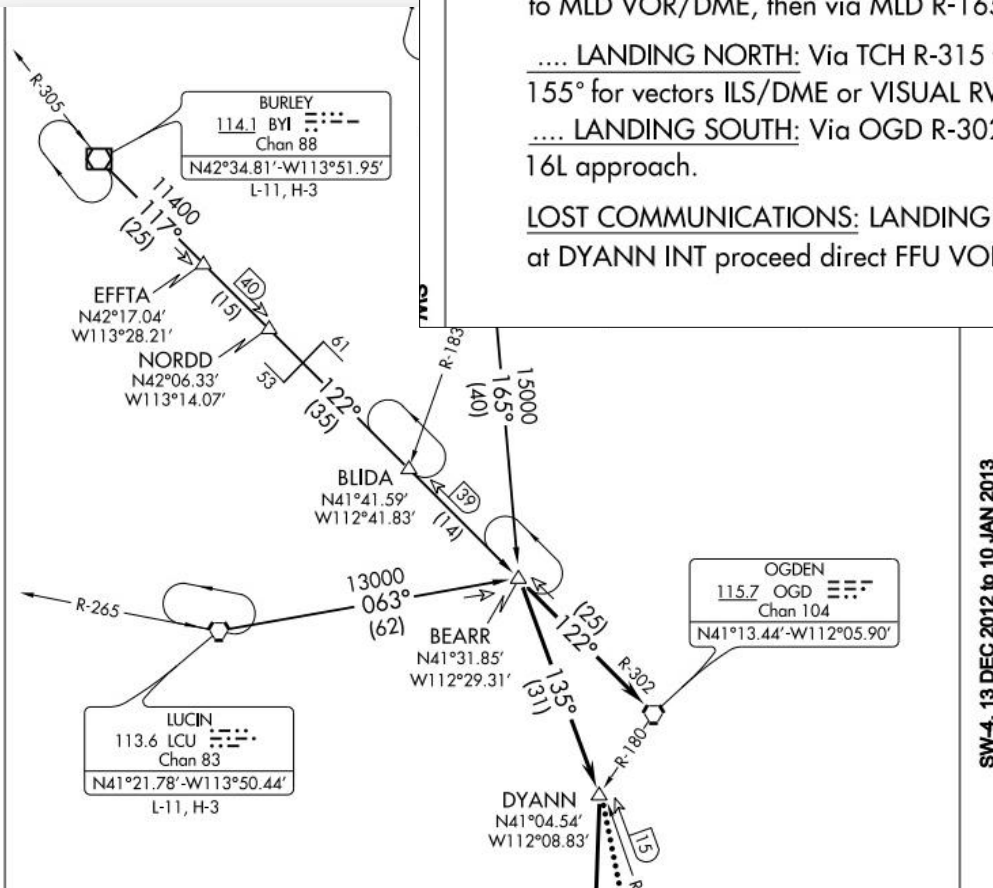 to MLD VOR/DME, then via MLD R-165
.... LANDING NORTH: Via TCH R-315
155° for vectors ILS/DME or VISUAL RV
.... LANDING SOUTH: Via OGD R-302
16L approach.
LOST COMMUNICATIONS: LANDING
at DYANN INT proceed direct FFU VO
R-305
BURLEY
114.1 BYI
Chan 88
N42°34.81'-W113°51.95'
L-11, H-3
11400
117°
(25)
EFFTA
N42°17.04'
W113°28.21'
40
(15)
NORDD
N42°06.33'
W113°14.07'
61
53
122°
(35)
R-183
15000
165°
(40)
BLIDA
N41°41.59'
W112°41.83'
39
(14)
R-265
13000
063°
(62)
BEARR
N41°31.85'
W112°29.31'
(25)
122°
R-302
OGDEN
115.7 OGD
Chan 104
N41°13.44'-W112°05.90'
135°
(31)
R-180
LUCIN
113.6 LCU
Chan 83
N41°21.78'-W113°50.44'
L-11, H-3
DYANN
N41°04.54'
W112°08.83'
15
R
SW-4, 13 DEC 2012 to 10 JAN 2013